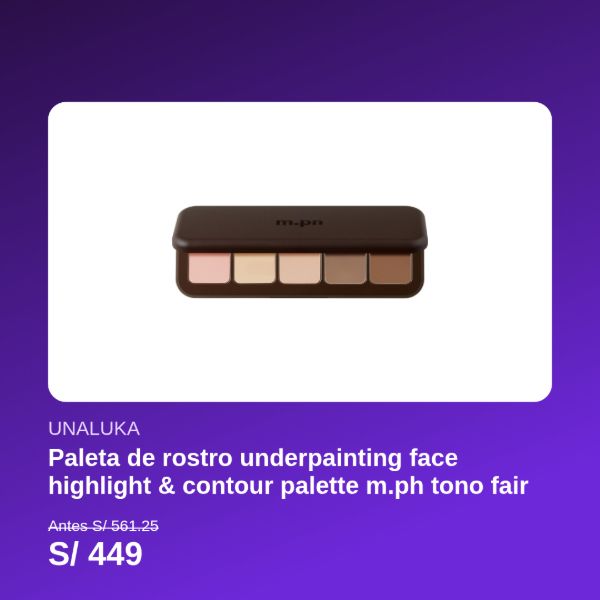 m.ph
UNALUKA
Paleta de rostro underpainting face
highlight & contour palette m.ph tono fair
Antes S/ 561.25
S/ 449